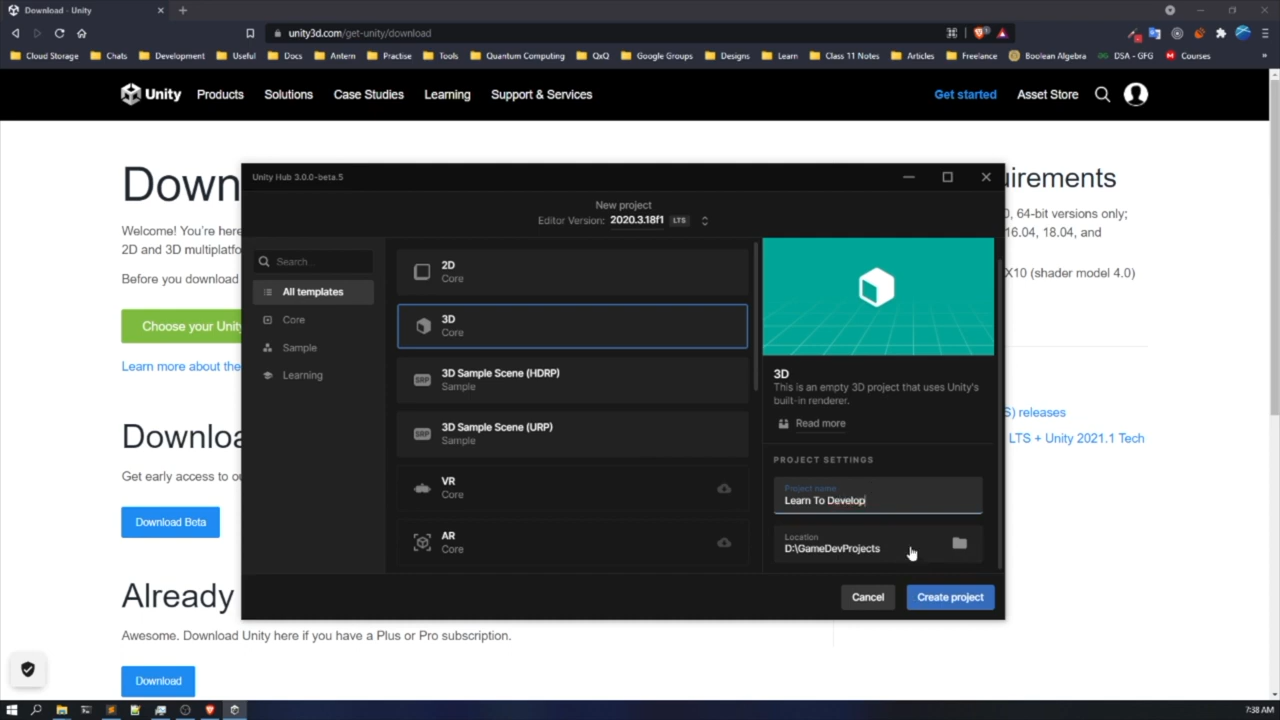 Download - Unity
unity3d.com/get-unity/download
Cloud Storage
Chats
Development
Useful
Docs
Antern
Practise
Tools
Quantum Computing
QxQ
Google Groups
Designs
Learn
Class 11 Notes
Articles
Freelance
Boolean Algebra
DSA - GFG
Courses
Unity
Products
Solutions
Case Studies
Learning
Support & Services
Get started
Asset Store
Down
Welcome! You're here
2D and 3D multiplatfo
Before you download
Choose your Unity
Learn more about the
Downloa
Get early access to o
Download Beta
Already
Awesome. Download Unity here if you have a Plus or Pro subscription.
Download
uirements
0, 64-bit versions only;
16.04, 18.04, and
X10 (shader model 4.0)
S) releases
LTS + Unity 2021.1 Tech
Unity Hub 3.0.0-beta.5
New project
Editor Version: 2020.3.18f1 LTS
Search...
All templates
Core
Sample
Learning
2D
Core
3D
Core
3D Sample Scene (HDRP)
Sample
3D Sample Scene (URP)
Sample
VR
Core
AR
Core
3D
This is an empty 3D project that uses Unity's
built-in renderer.
Read more
PROJECT SETTINGS
Project name
Learn To Develop
Location
D:\GameDevProjects
Cancel
Create project
7:38 AM